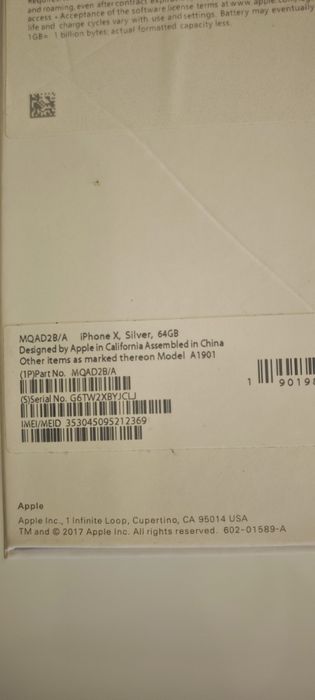 and roaming, even after contract
access • Acceptance of the software license terms at www.apple.com
life and charge cycles vary with use and settings. Battery may eventually
1GB= 1 billion bytes; actual formatted capacity less.
MQAD2B/A iPhone X, Silver, 64GB
Designed by Apple in California Assembled in China
Other items as marked thereon Model A1901
(1P)Part No. MQAD2B/A
(S)Serial No. G6TW2XBYJCLJ
IMEI/MEID 353045095212369
1 90198
Apple
Apple Inc., 1 Infinite Loop, Cupertino, CA 95014 USA
TM and © 2017 Apple Inc. All rights reserved. 602-01589-A